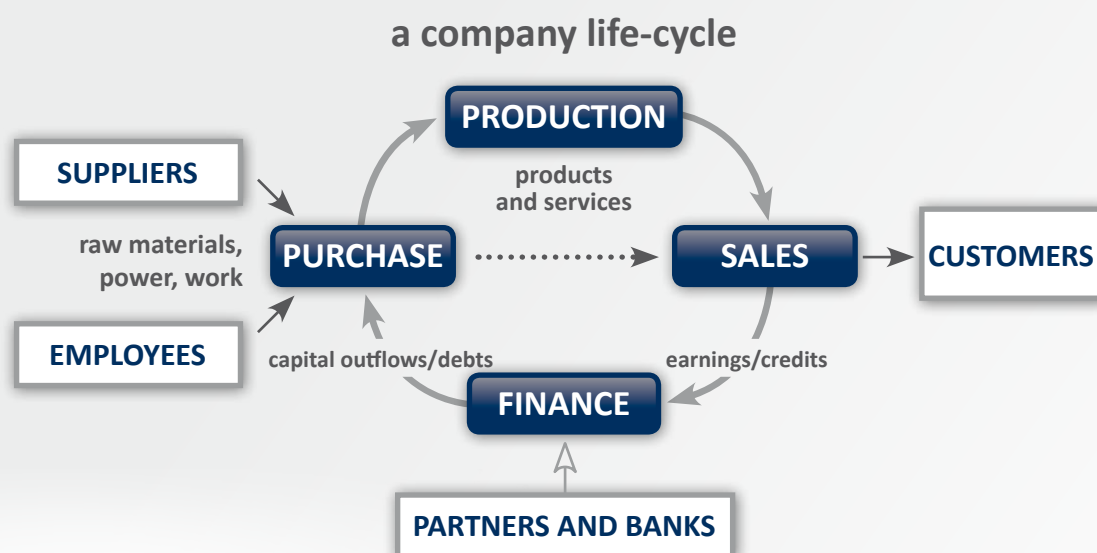 a company life-cycle
PRODUCTION
SUPPLIERS
products
and services
raw materials,
power, work
PURCHASE
SALES
CUSTOMERS
EMPLOYEES
capital outflows/debts
earnings/credits
FINANCE
PARTNERS AND BANKS